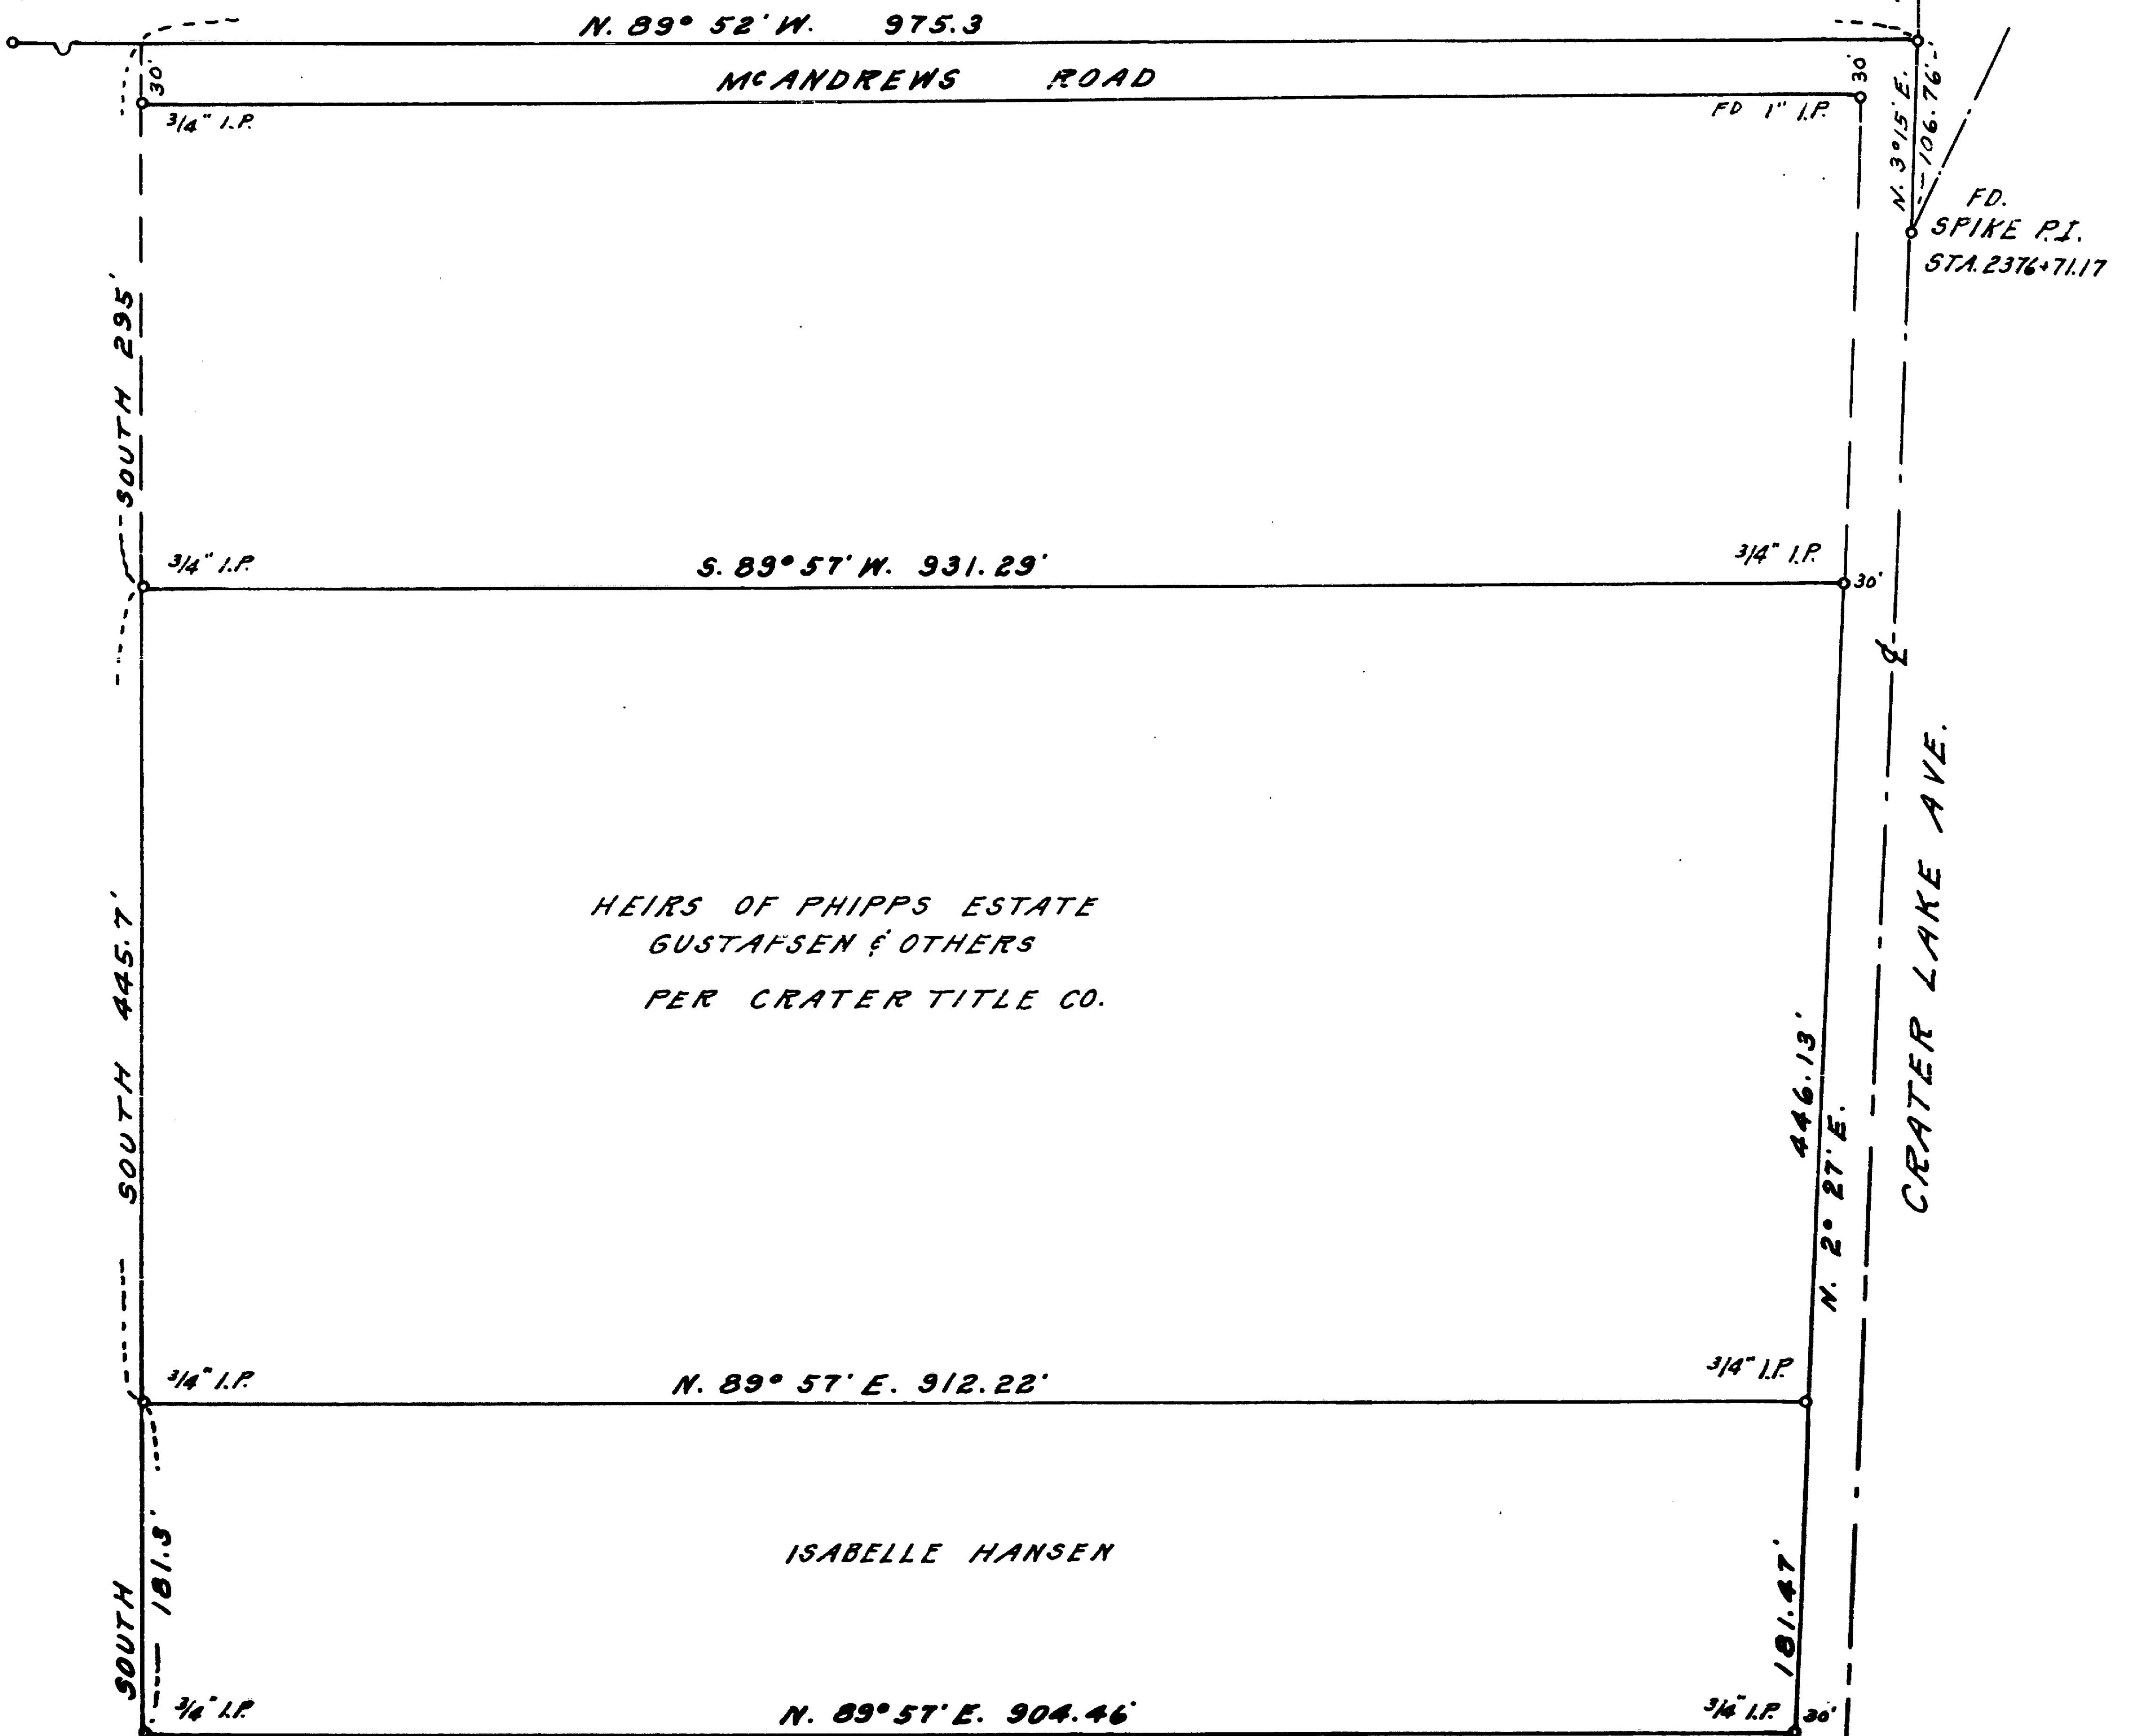 N. 89° 52' W. 975.3
30'
McANDREWS ROAD
30'
3/4" I.P.
FD 1" I.P.
N. 3° 15' E.
106.76'
FD.
SPIKE P.I.
STA. 2376+71.17
SOUTH 295'
3/4" I.P.
S. 89° 57' W. 931.29'
3/4" I.P.
30'
℄
CRATER LAKE AVE.
HEIRS OF PHIPPS ESTATE
GUSTAFSEN & OTHERS
PER CRATER TITLE CO.
SOUTH 445.7'
446.13'
N. 2° 27' E.
3/4" I.P.
N. 89° 57' E. 912.22'
3/4" I.P.
ISABELLE HANSEN
SOUTH
181.3'
181.47'
3/4" I.P.
N. 89° 57' E. 904.46'
3/4" I.P.
30'